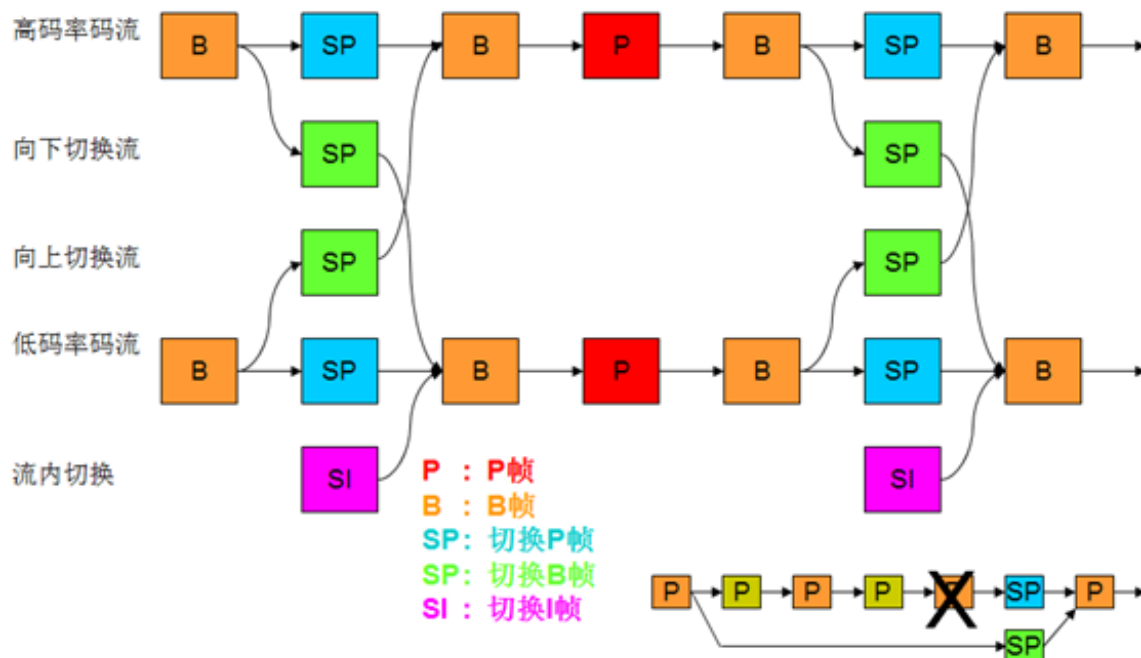 高码率码流
B SP B P B SP B
向下切换流
SP SP
向上切换流
SP SP
低码率码流
B SP B P B SP B
流内切换
SI SI
P : P帧
B : B帧
SP: 切换P帧
SP: 切换B帧
SI : 切换I帧
P P P P SP P
SP